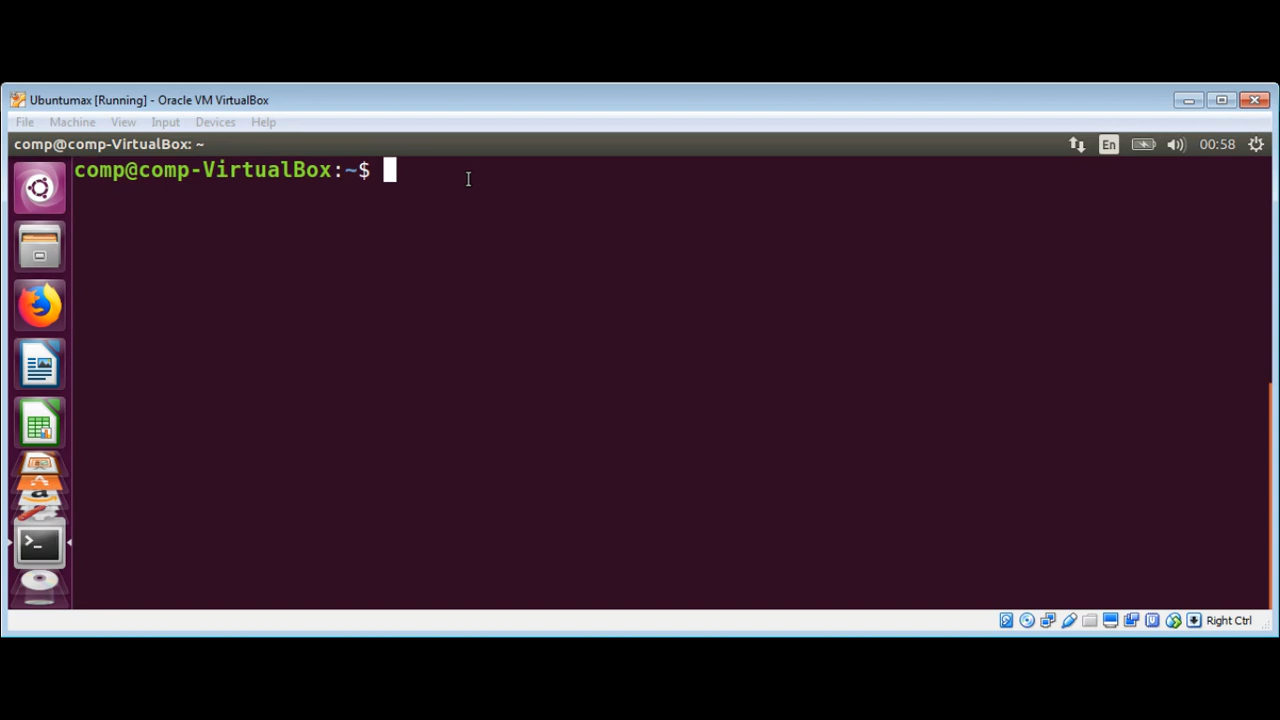 Ubuntumax [Running] - Oracle VM VirtualBox
File Machine View Input Devices Help
comp@comp-VirtualBox: ~ En 00:58
comp@comp-VirtualBox:~$
Right Ctrl